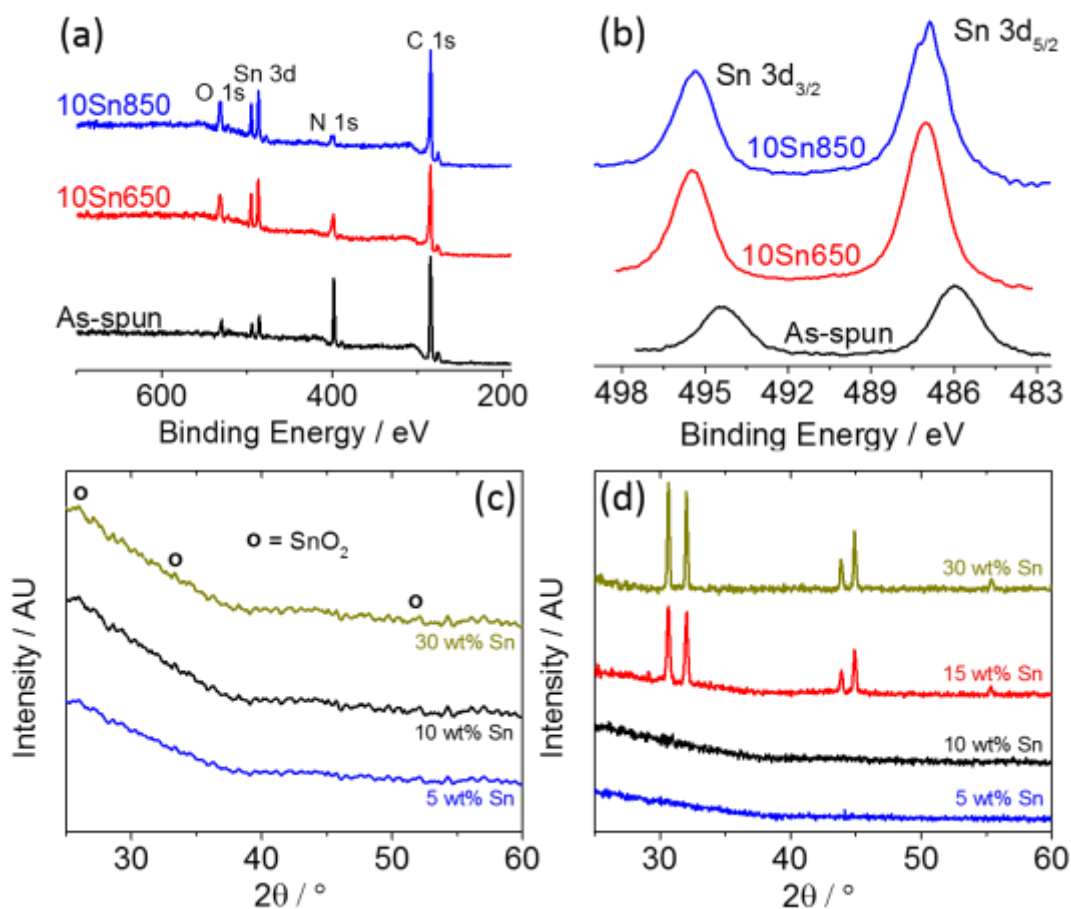 (a)
C 1s
Sn 3d
O 1s
N 1s
10Sn850
10Sn650
As-spun
600 400 200
Binding Energy / eV
(b)
Sn 3d5/2
Sn 3d3/2
10Sn850
10Sn650
As-spun
498 495 492 489 486 483
Binding Energy / eV
(c)
o = SnO2
30 wt% Sn
10 wt% Sn
5 wt% Sn
Intensity / AU
30 40 50 60
2θ / °
(d)
30 wt% Sn
15 wt% Sn
10 wt% Sn
5 wt% Sn
Intensity / AU
30 40 50 60
2θ / °